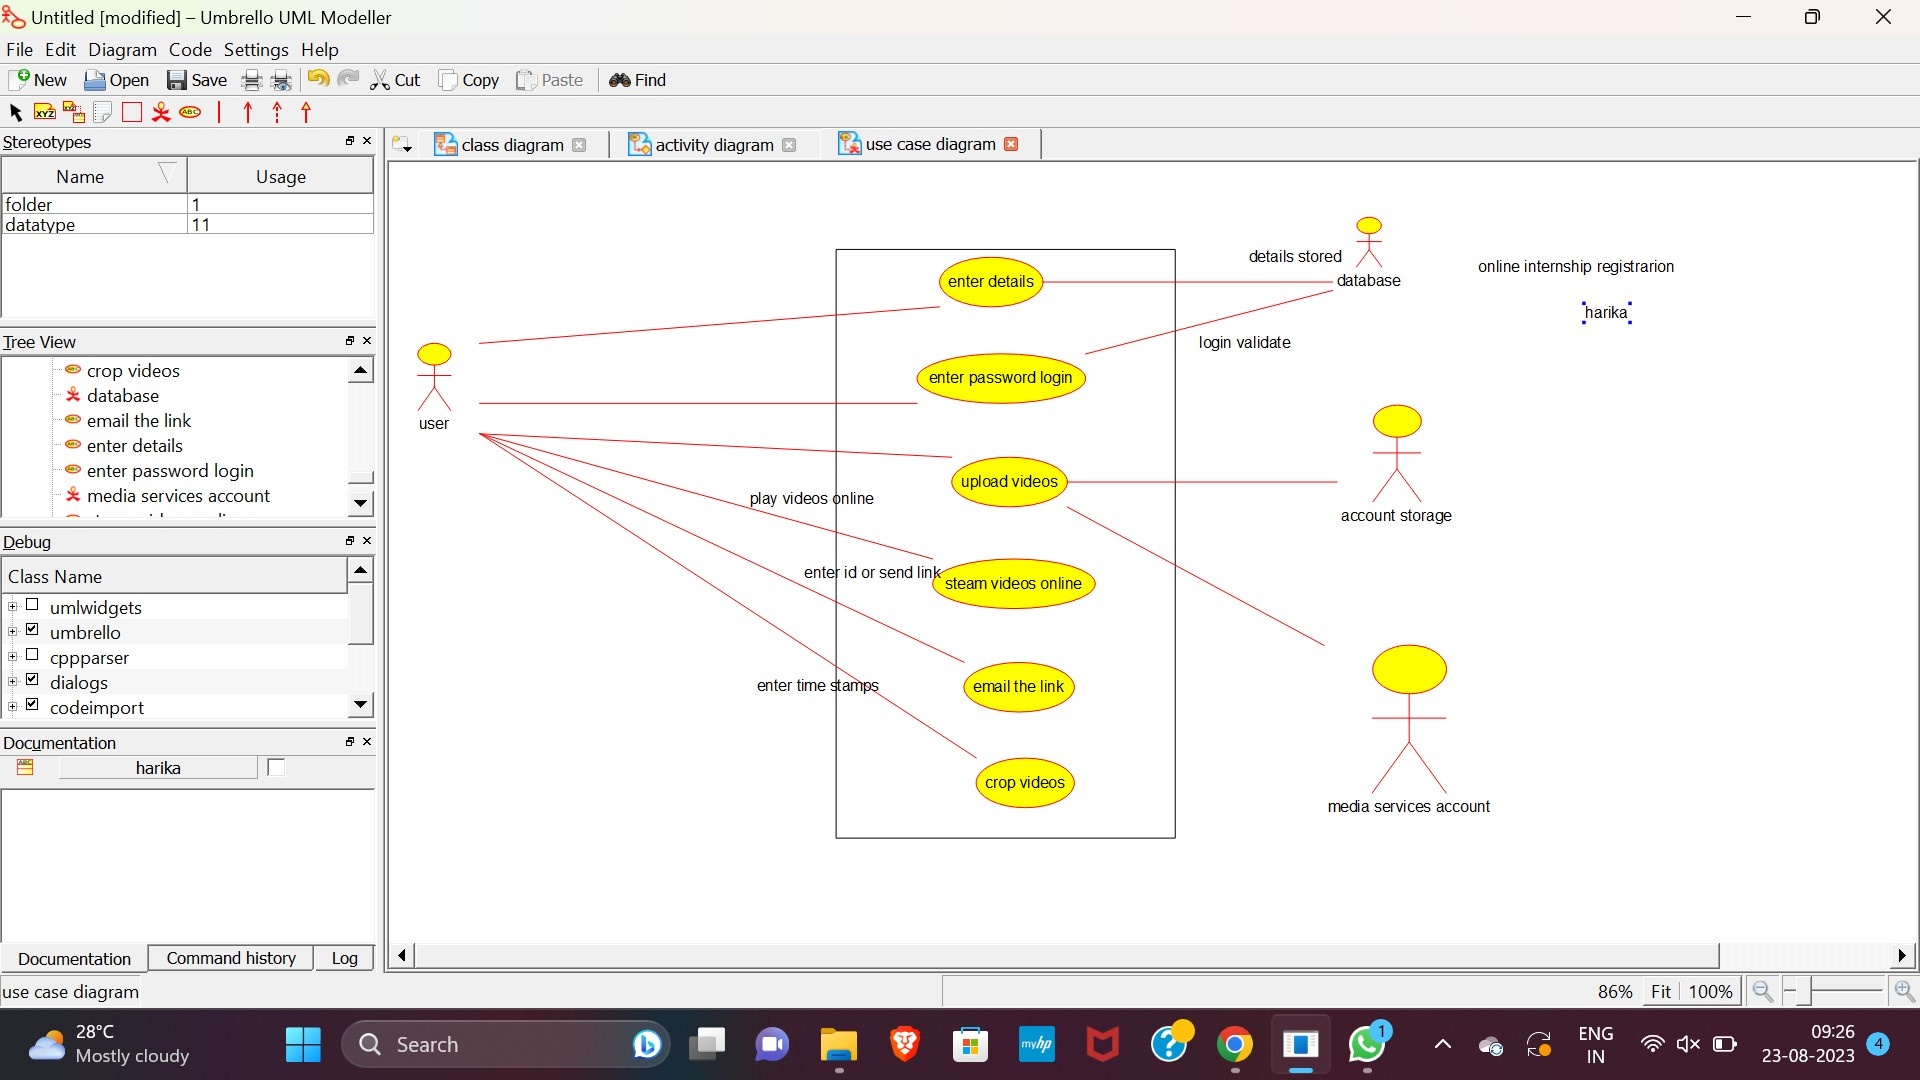 Untitled [modified] – Umbrello UML Modeller
File Edit Diagram Code Settings Help
New Open Save Cut Copy Paste Find
XYZ XYZ ABC
Stereotypes
Name Usage
folder 1
datatype 11
Tree View
crop videos
database
email the link
enter details
enter password login
media services account
Debug
Class Name
umlwidgets
umbrello
cppparser
dialogs
codeimport
Documentation
harika
Documentation Command history Log
class diagram activity diagram use case diagram
details stored
database
online internship registrarion
harika
enter details
login validate
enter password login
user
upload videos
play videos online
account storage
enter id or send link
steam videos online
email the link
enter time stamps
crop videos
media services account
use case diagram
86% Fit 100%
28°C
Mostly cloudy
Search
myhp
1
ENG
IN
09:26
23-08-2023
4